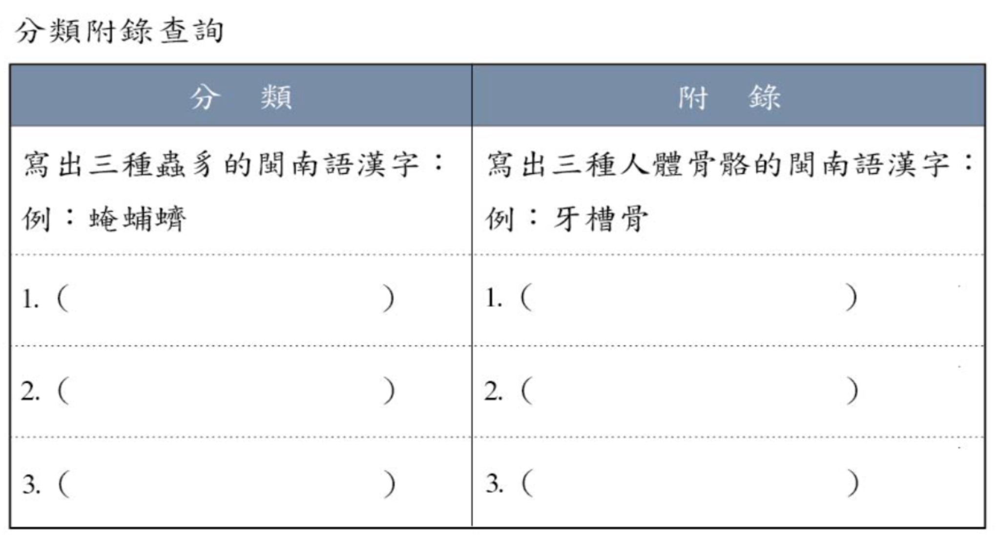 分類附錄查詢
分　類
附　錄
寫出三種蟲豸的閩南語漢字：
例：蛂蜅蠐
寫出三種人體骨骼的閩南語漢字：
例：牙槽骨
1.（　　　　　　　　　）
1.（　　　　　　　　　）
2.（　　　　　　　　　）
2.（　　　　　　　　　）
3.（　　　　　　　　　）
3.（　　　　　　　　　）